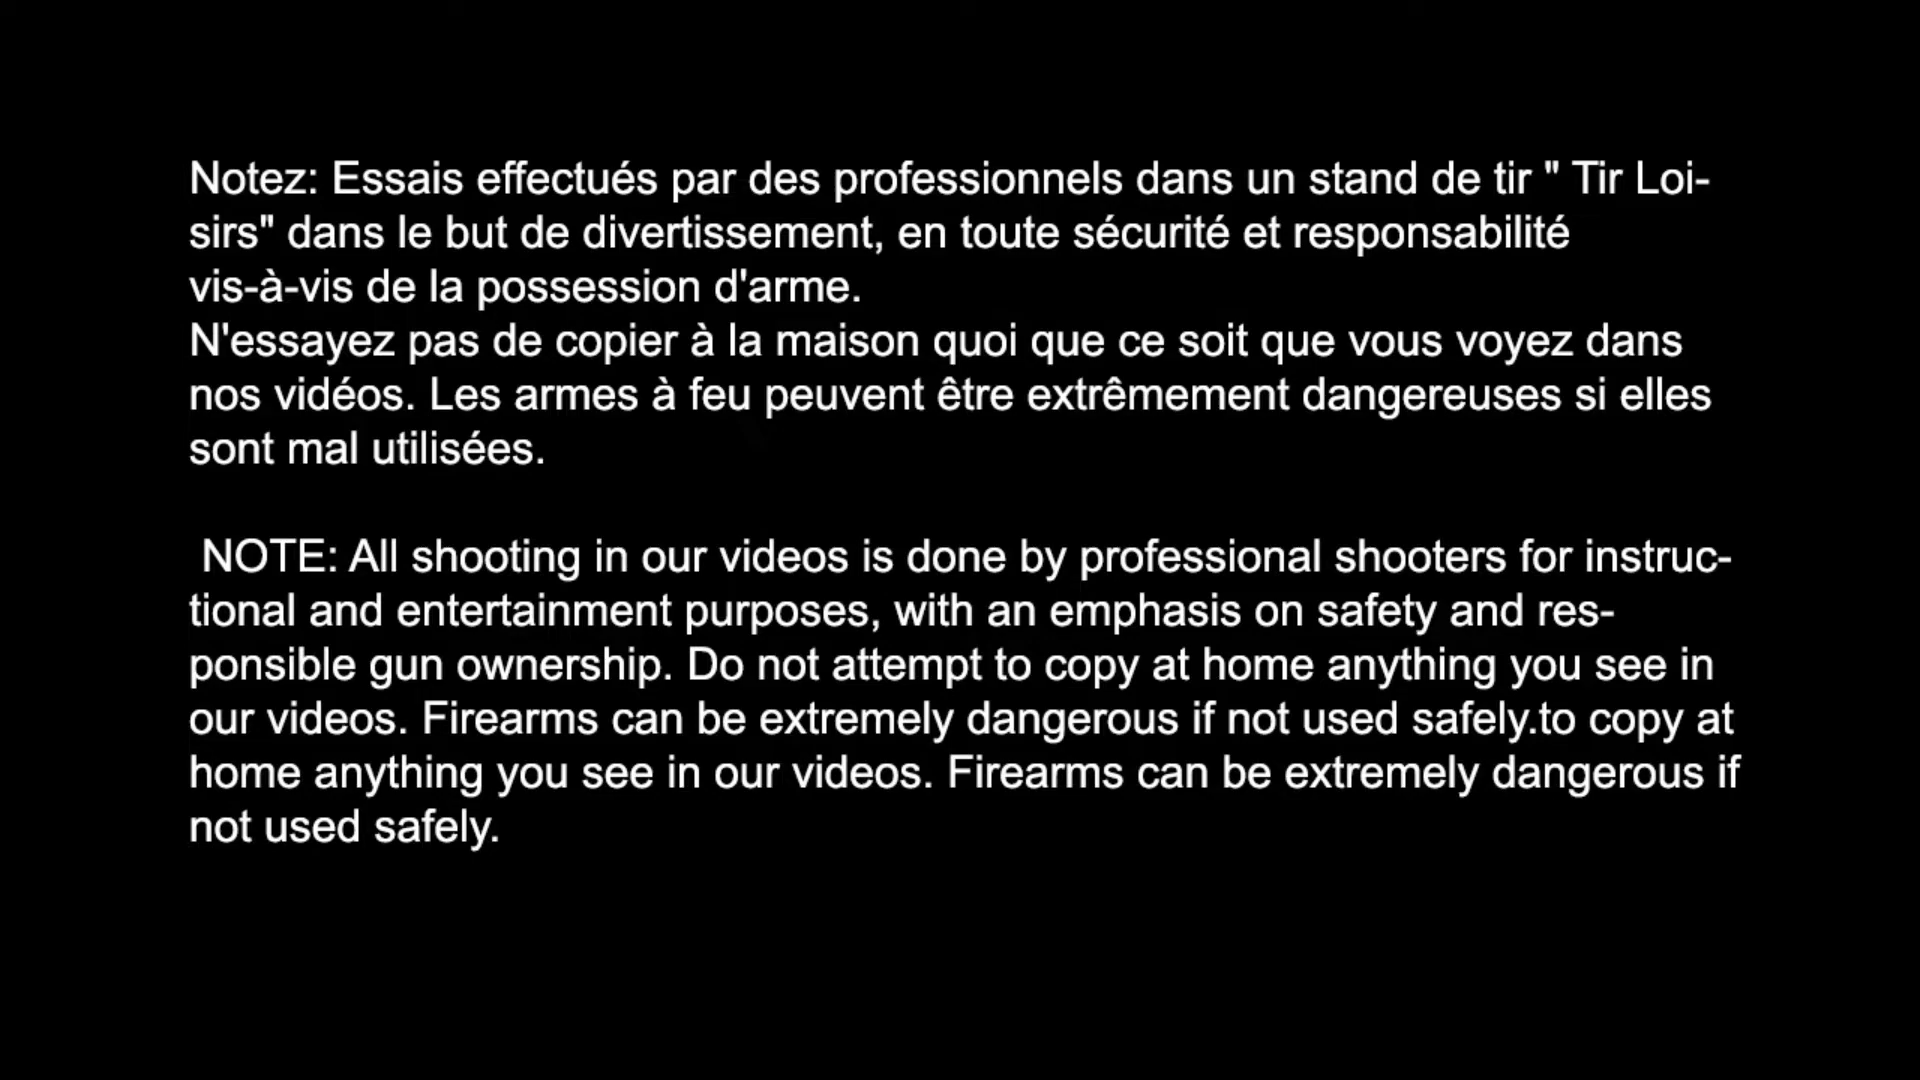 Notez: Essais effectués par des professionnels dans un stand de tir " Tir Loi-
sirs" dans le but de divertissement, en toute sécurité et responsabilité
vis-à-vis de la possession d'arme.
N'essayez pas de copier à la maison quoi que ce soit que vous voyez dans
nos vidéos. Les armes à feu peuvent être extrêmement dangereuses si elles
sont mal utilisées.
NOTE: All shooting in our videos is done by professional shooters for instruc-
tional and entertainment purposes, with an emphasis on safety and res-
ponsible gun ownership. Do not attempt to copy at home anything you see in
our videos. Firearms can be extremely dangerous if not used safely.to copy at
home anything you see in our videos. Firearms can be extremely dangerous if
not used safely.